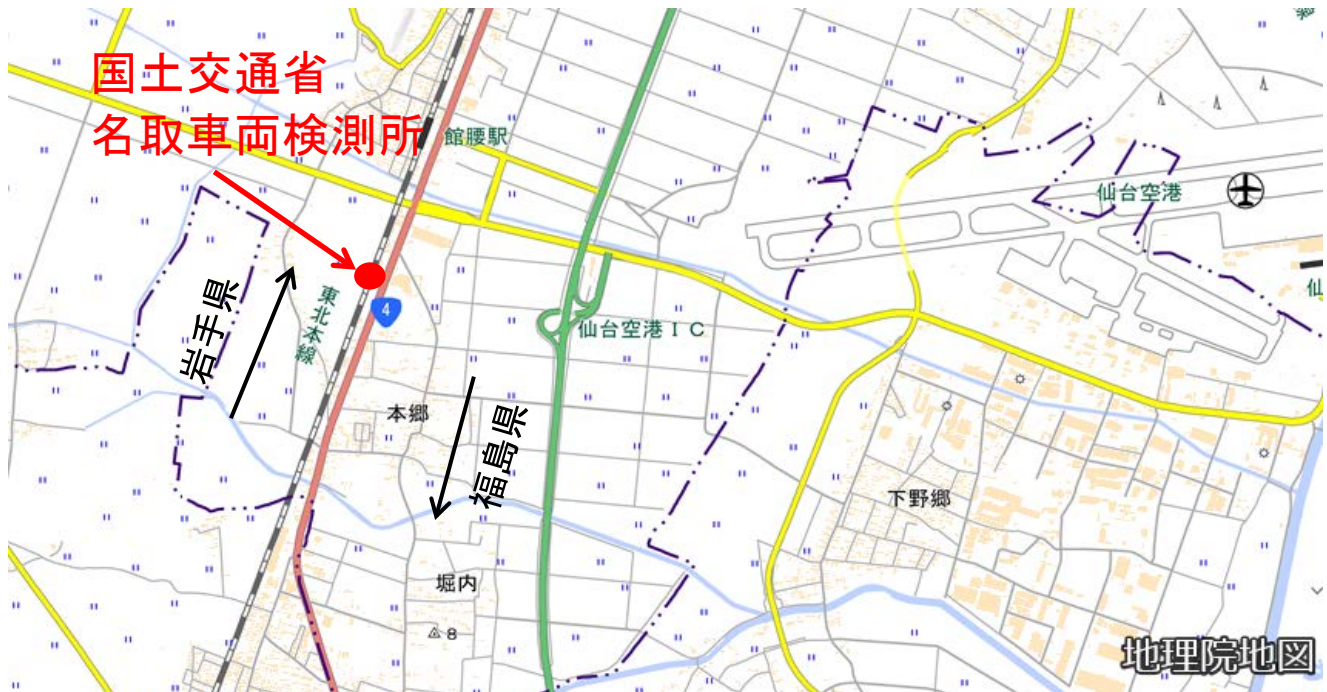 国土交通省
名取車両検測所
館腰駅
仙台空港
岩手県
東北本線
4
仙台空港IC
仙
本郷
福島県
下野郷
堀内
8
地理院地図